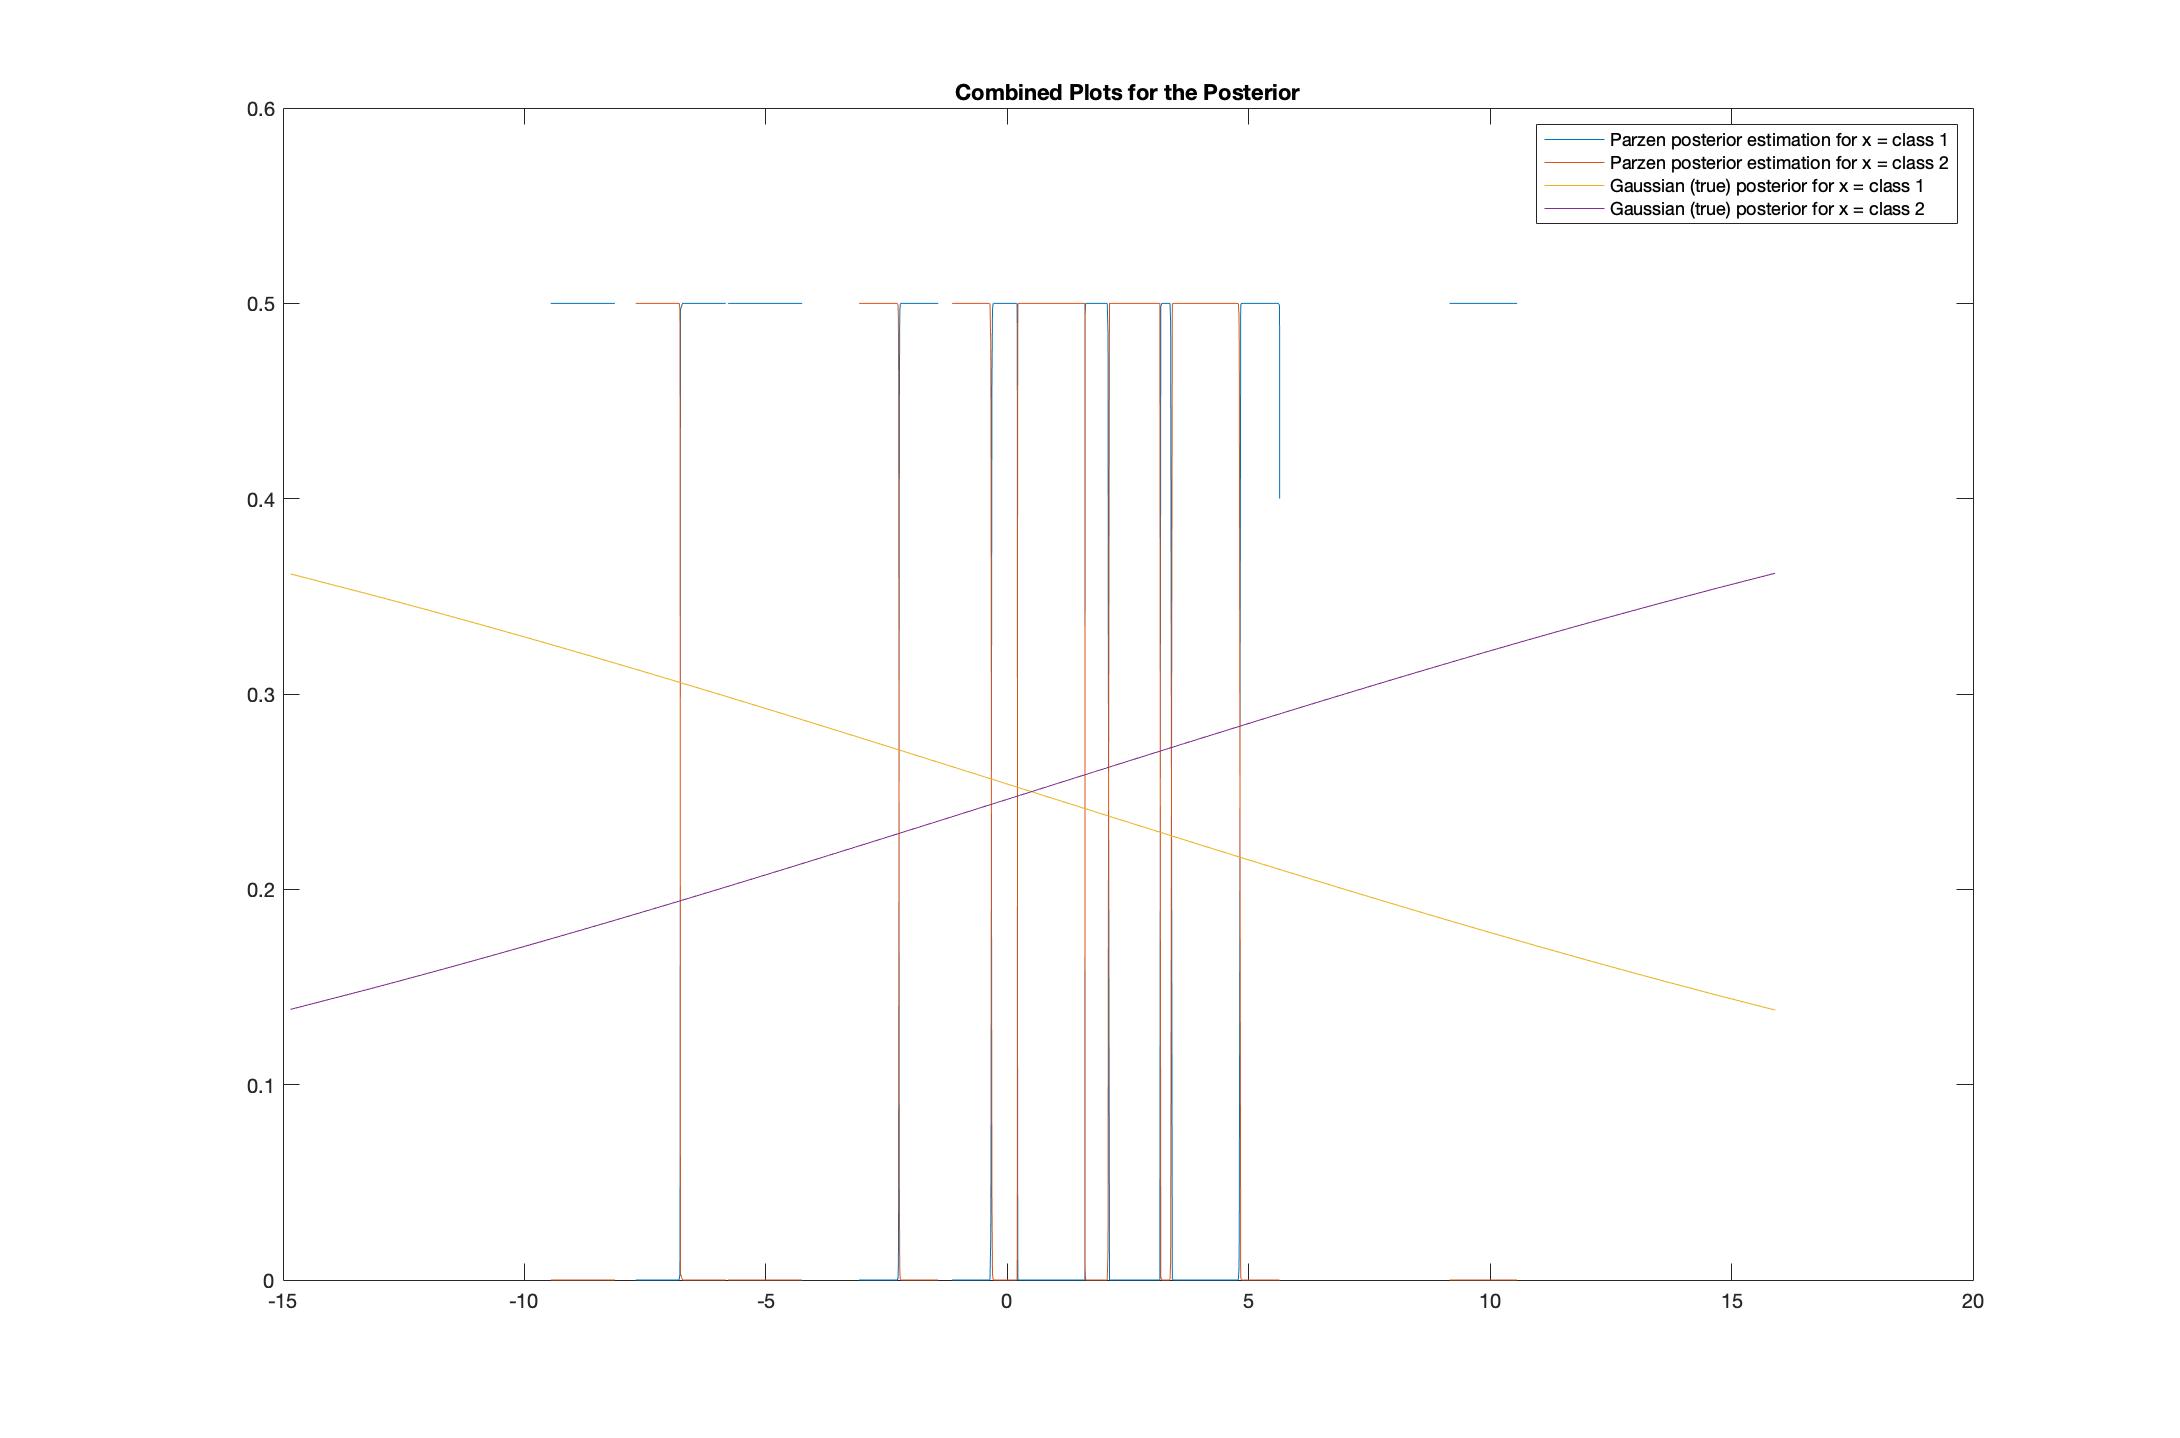 Combined Plots for the Posterior
0.6
0.5
0.4
0.3
0.2
0.1
0
Parzen posterior estimation for x = class 1
Parzen posterior estimation for x = class 2
Gaussian (true) posterior for x = class 1
Gaussian (true) posterior for x = class 2
-15 -10 -5 0 5 10 15 20